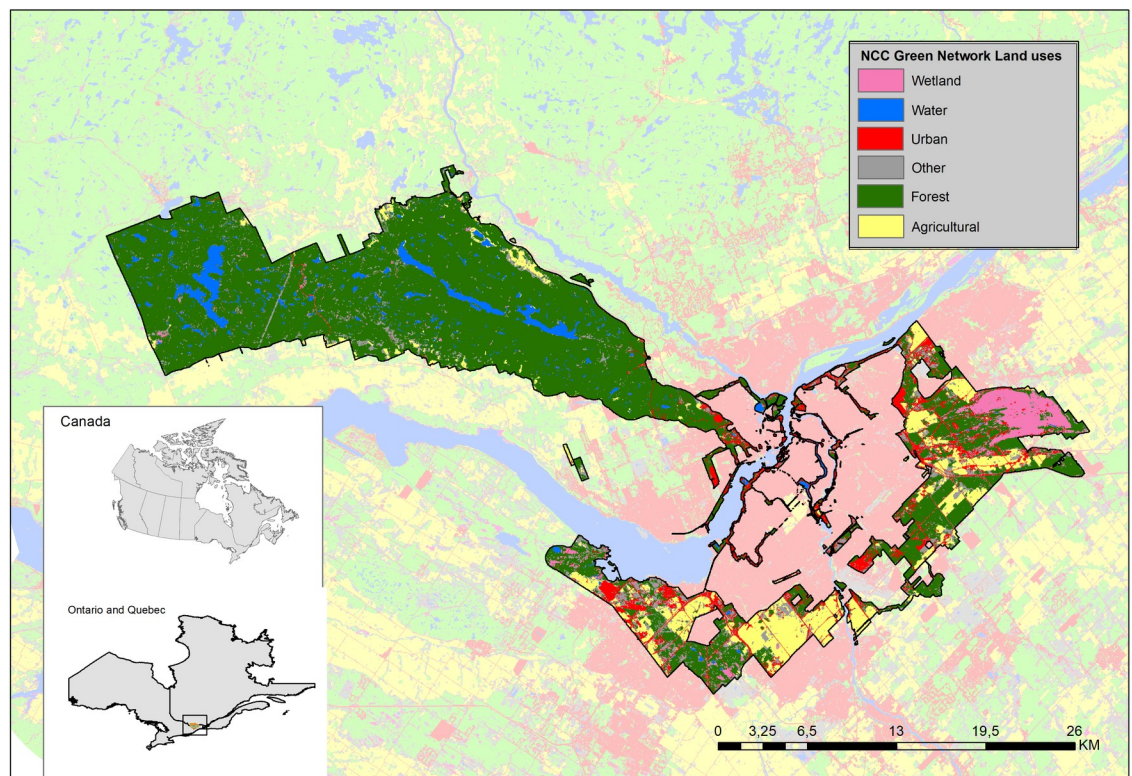 NCC Green Network Land uses
Wetland
Water
Urban
Other
Forest
Agricultural
Canada
Ontario and Quebec
0 3,25 6,5 13 19,5 26
KM